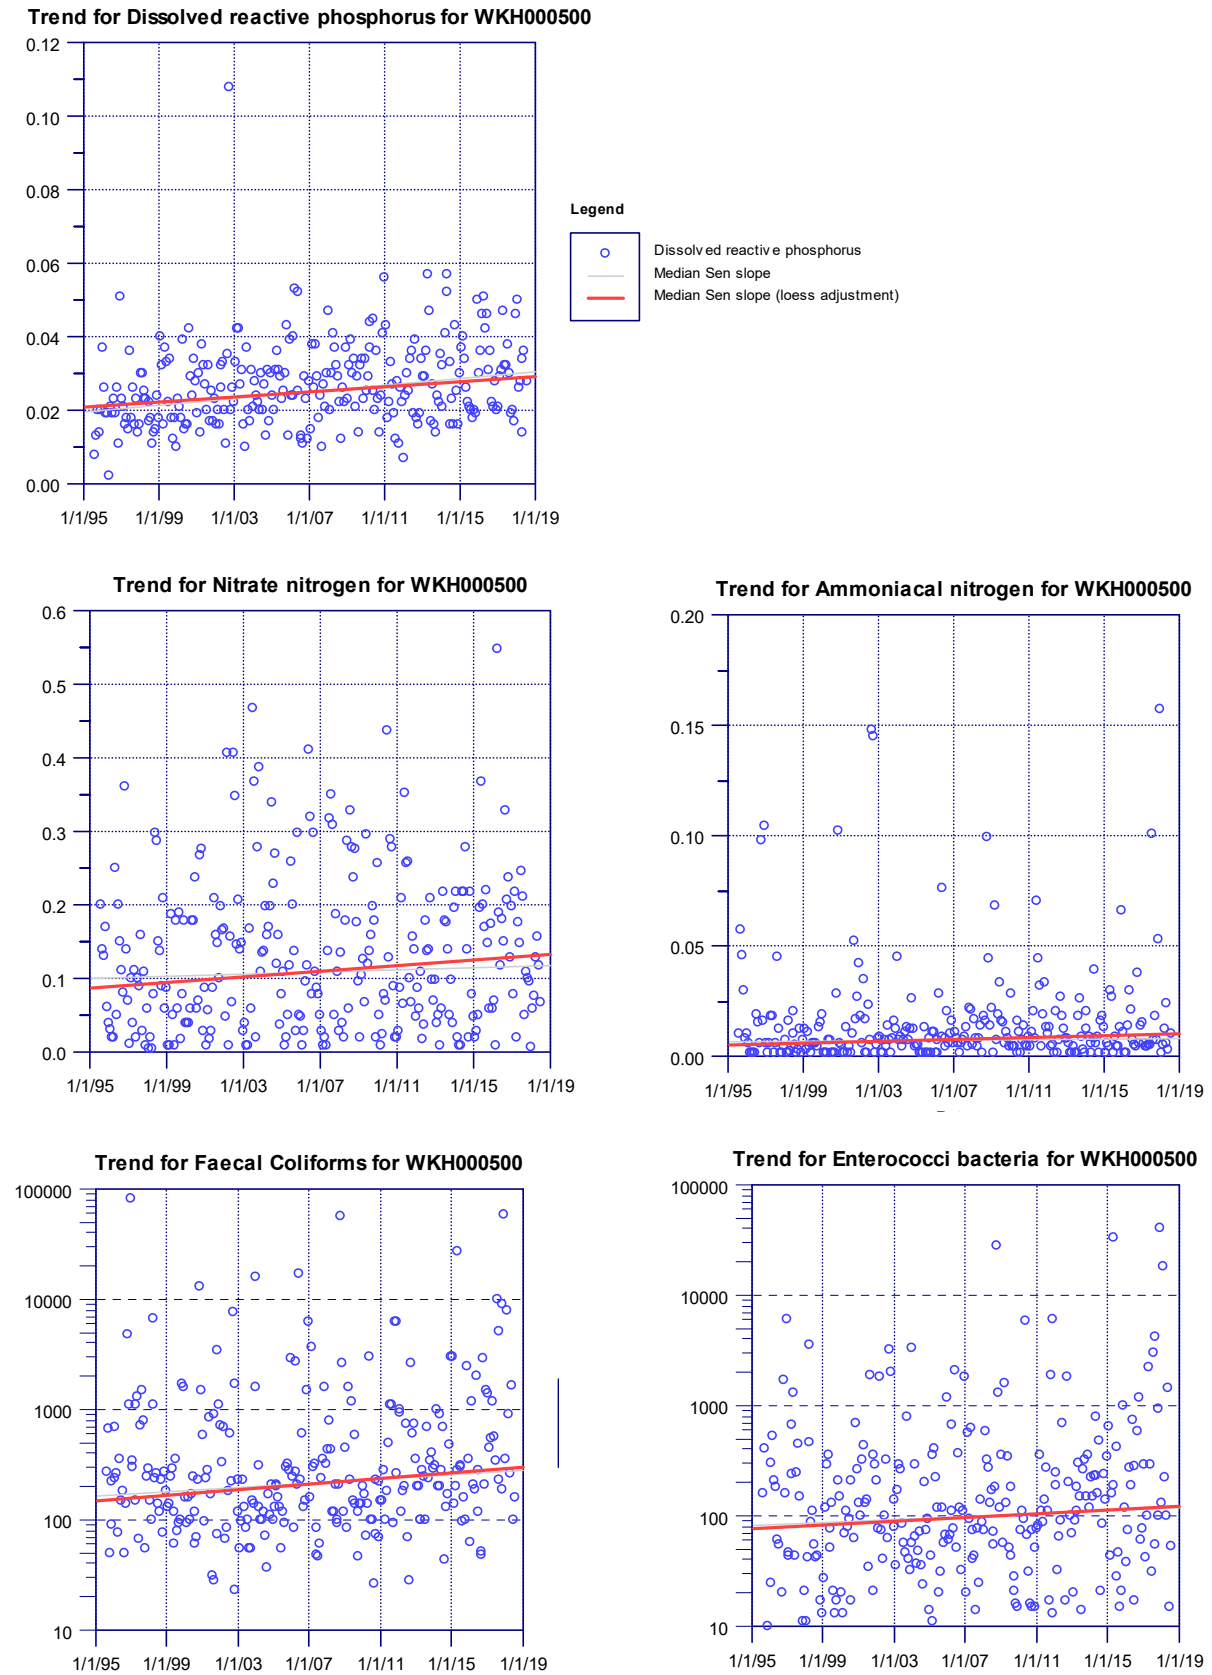 Trend for Dissolved reactive phosphorus for WKH000500
0.12
0.10
0.08
0.06
0.04
0.02
0.00
1/1/95 1/1/99 1/1/03 1/1/07 1/1/11 1/1/15 1/1/19
Legend
Dissolved reactive phosphorus
Median Sen slope
Median Sen slope (loess adjustment)
Trend for Nitrate nitrogen for WKH000500
0.6
0.5
0.4
0.3
0.2
0.1
0.0
1/1/95 1/1/99 1/1/03 1/1/07 1/1/11 1/1/15 1/1/19
Trend for Ammoniacal nitrogen for WKH000500
0.20
0.15
0.10
0.05
0.00
1/1/95 1/1/99 1/1/03 1/1/07 1/1/11 1/1/15 1/1/19
Trend for Faecal Coliforms for WKH000500
100000
10000
1000
100
10
1/1/95 1/1/99 1/1/03 1/1/07 1/1/11 1/1/15 1/1/19
Trend for Enterococci bacteria for WKH000500
100000
10000
1000
100
10
1/1/95 1/1/99 1/1/03 1/1/07 1/1/11 1/1/15 1/1/19